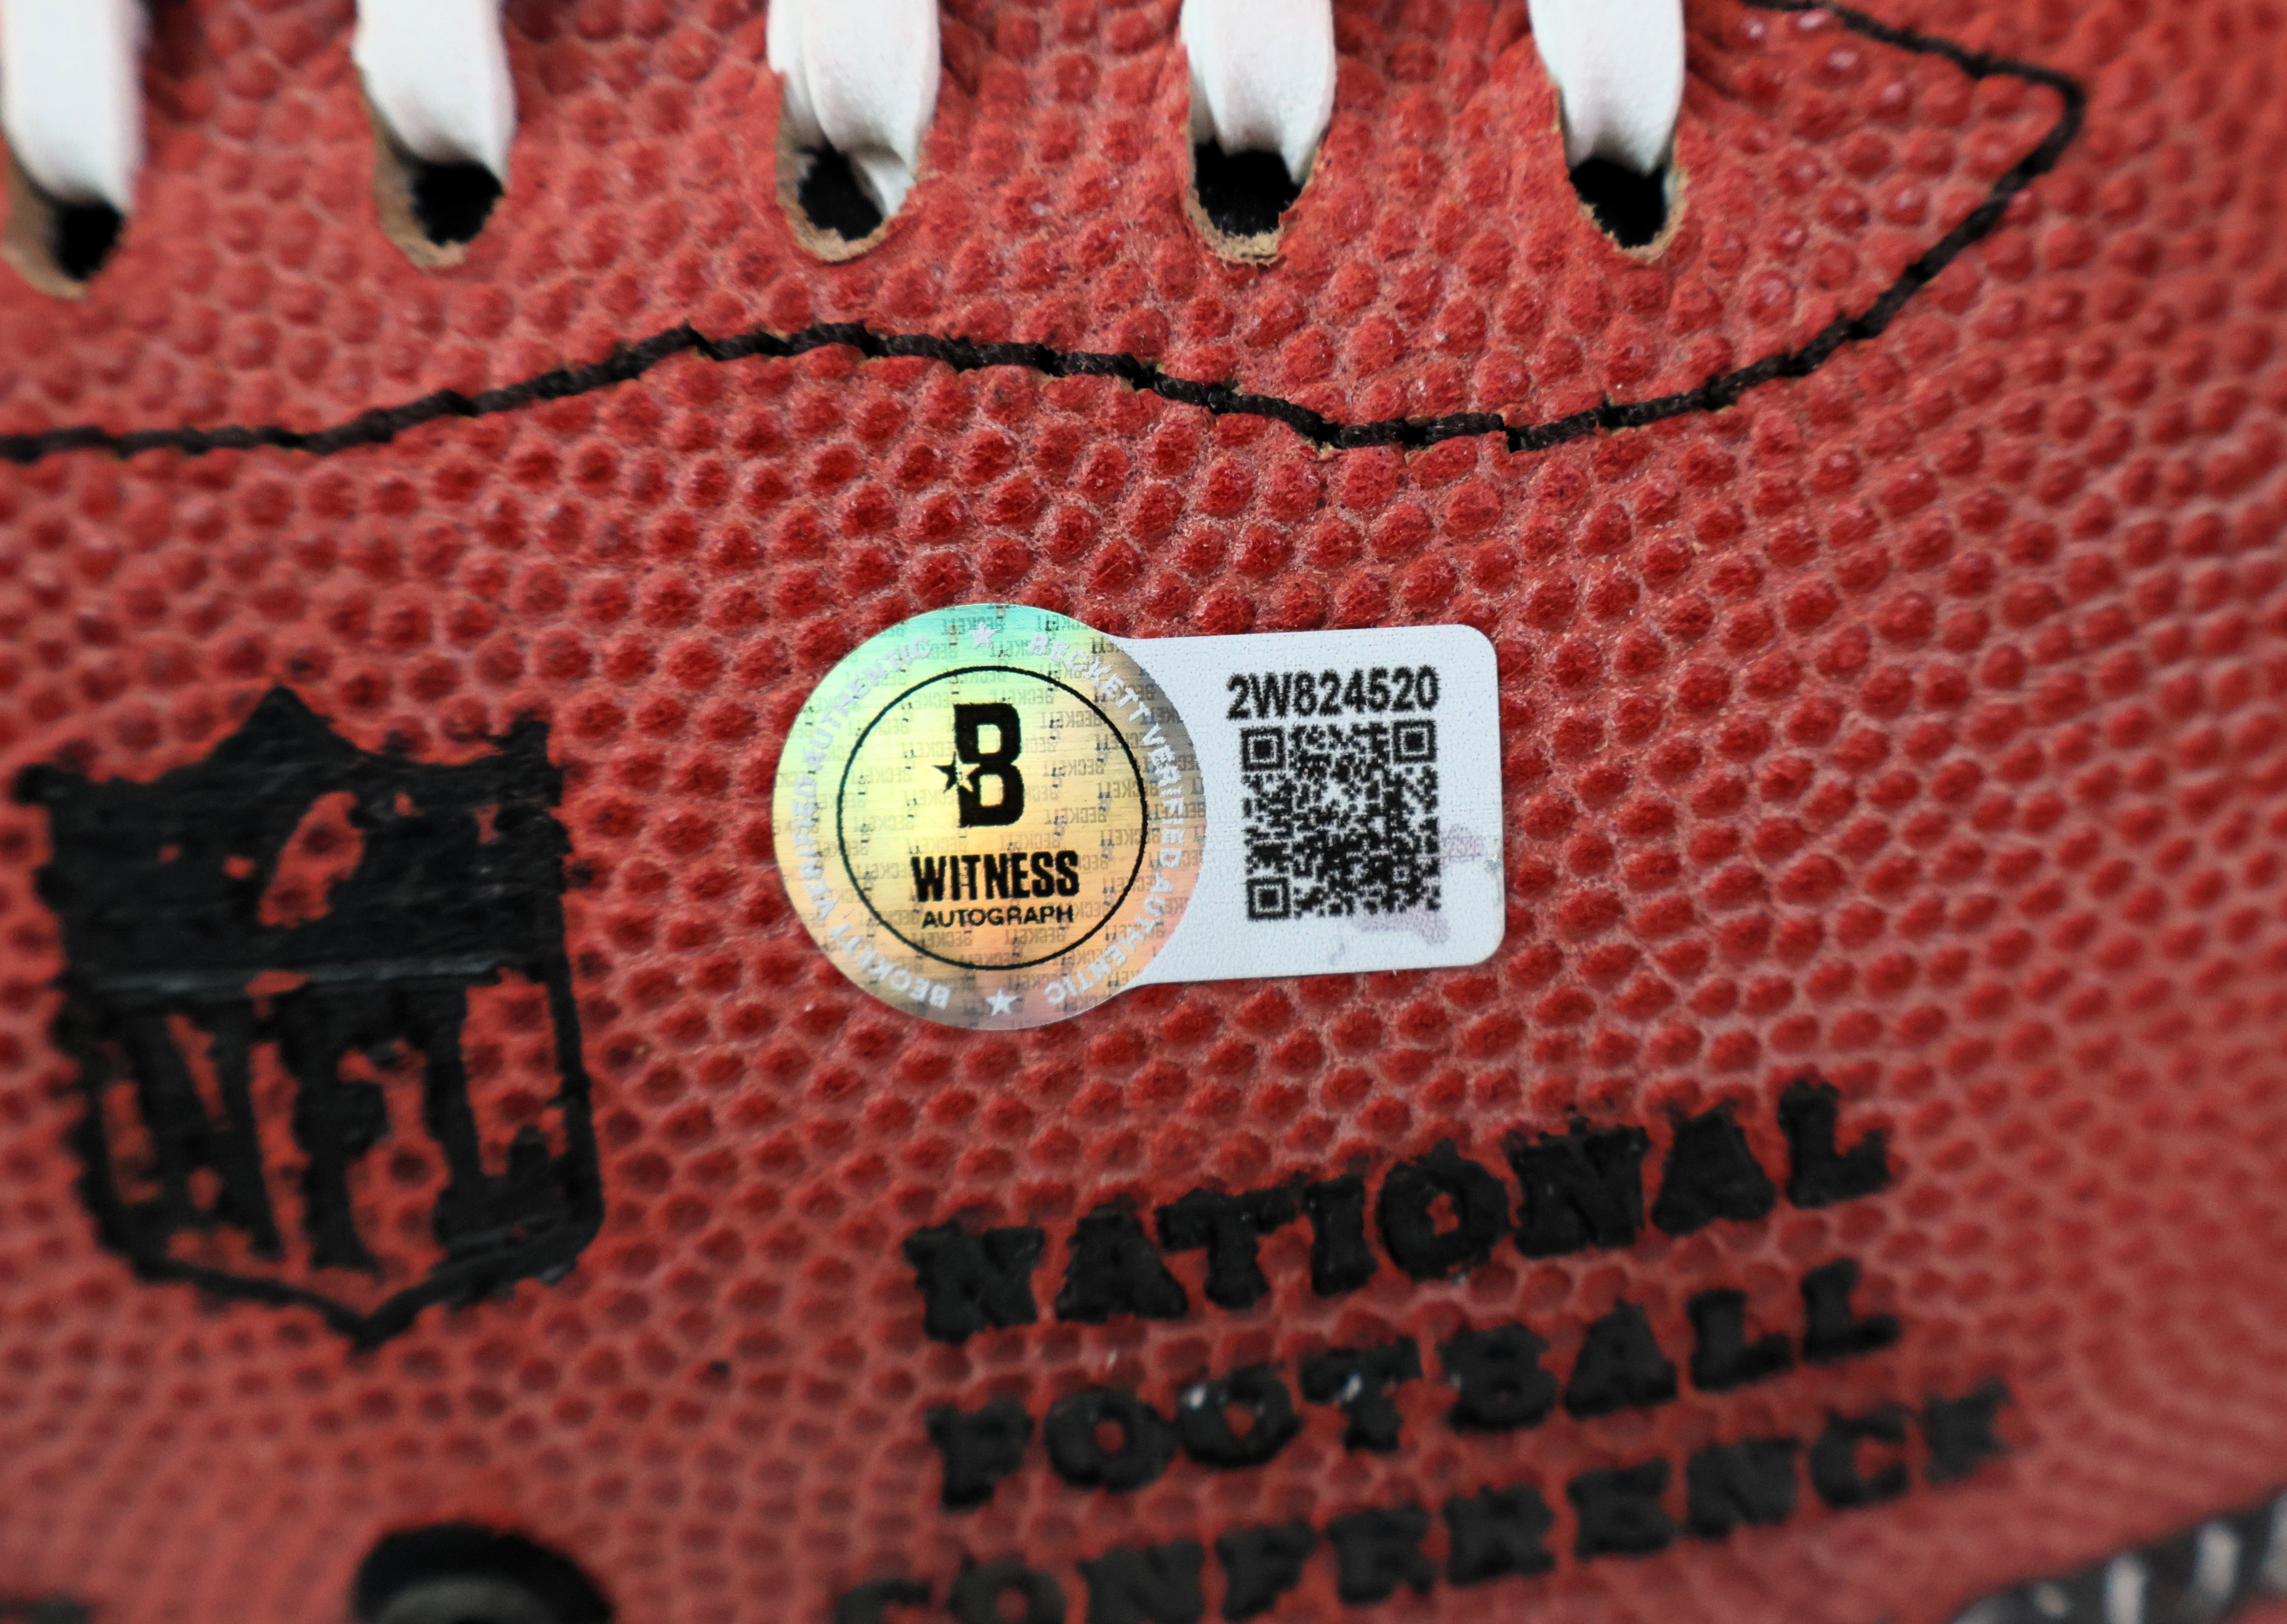 BECKETT VERIFIED AUTHENTIC ★ BECKETT VERIFIED AUTHENTIC ★
B
WITNESS
AUTOGRAPH
2W824520
NFL
NATIONAL
FOOTBALL
CONFERENCE